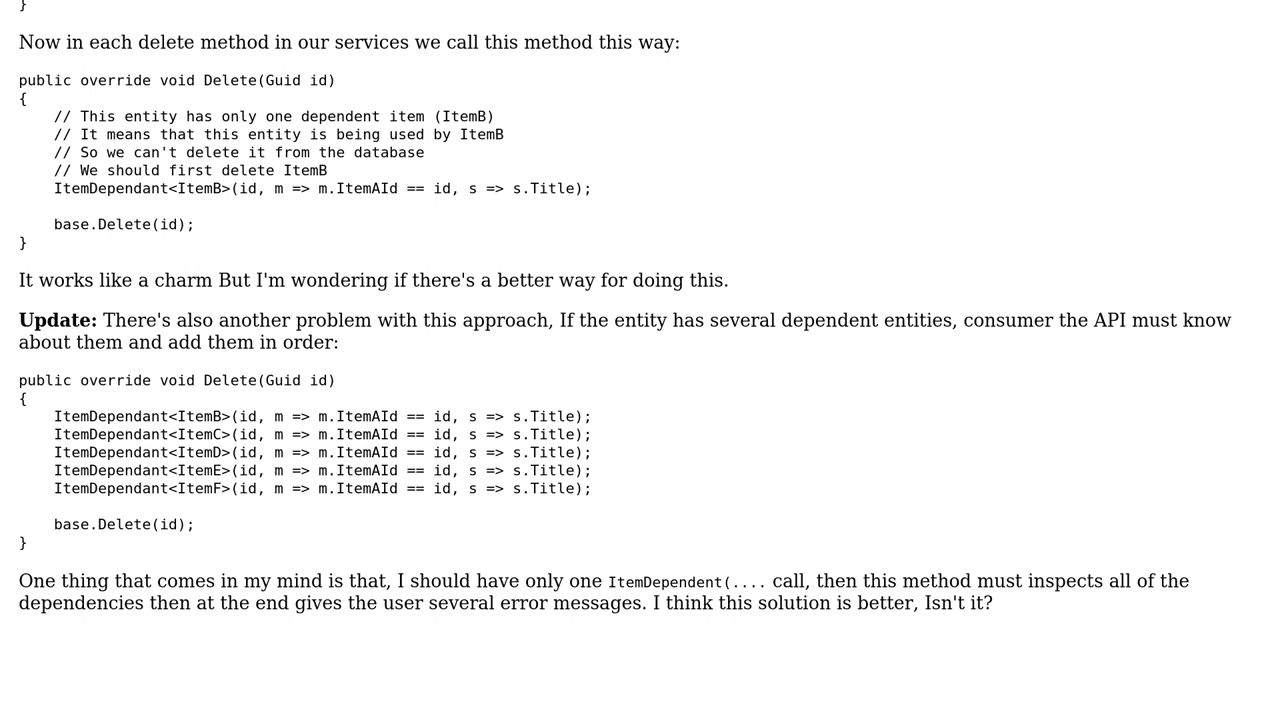 }
Now in each delete method in our services we call this method this way:
public override void Delete(Guid id)
{
    // This entity has only one dependent item (ItemB)
    // It means that this entity is being used by ItemB
    // So we can't delete it from the database
    // We should first delete ItemB
    ItemDependant<ItemB>(id, m => m.ItemAId == id, s => s.Title);
    base.Delete(id);
}
It works like a charm But I'm wondering if there's a better way for doing this.
Update: There's also another problem with this approach, If the entity has several dependent entities, consumer the API must know
about them and add them in order:
public override void Delete(Guid id)
{
    ItemDependant<ItemB>(id, m => m.ItemAId == id, s => s.Title);
    ItemDependant<ItemC>(id, m => m.ItemAId == id, s => s.Title);
    ItemDependant<ItemD>(id, m => m.ItemAId == id, s => s.Title);
    ItemDependant<ItemE>(id, m => m.ItemAId == id, s => s.Title);
    ItemDependant<ItemF>(id, m => m.ItemAId == id, s => s.Title);
    base.Delete(id);
}
One thing that comes in my mind is that, I should have only one ItemDependent(.... call, then this method must inspects all of the
dependencies then at the end gives the user several error messages. I think this solution is better, Isn't it?